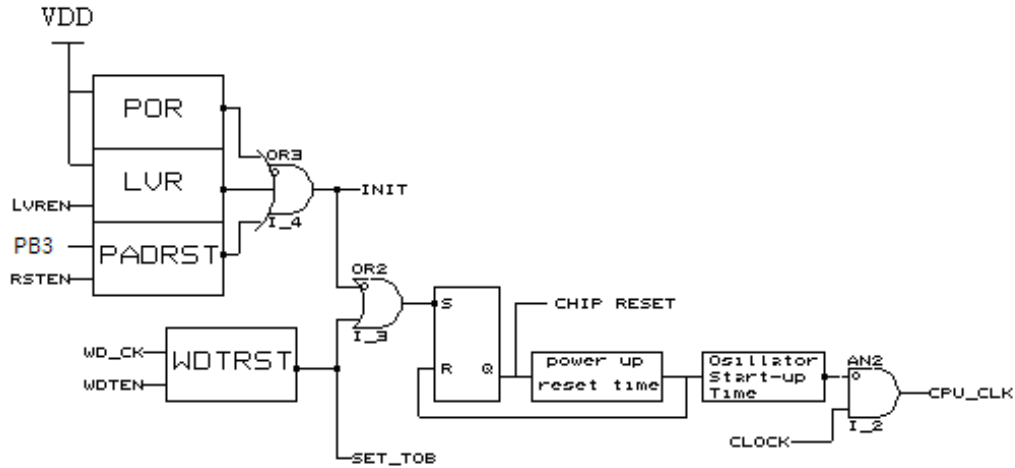 VDD
POR
LVR
PADRST
LVREN
PB3
RSTEN
OR3
I_4
INIT
OR2
I_3
WD_CK
WDTEN
WDTRST
SET_TOB
S
R Q
CHIP RESET
power up
reset time
Osillator
Start-up
Time
AN2
I_2
CLOCK
CPU_CLK